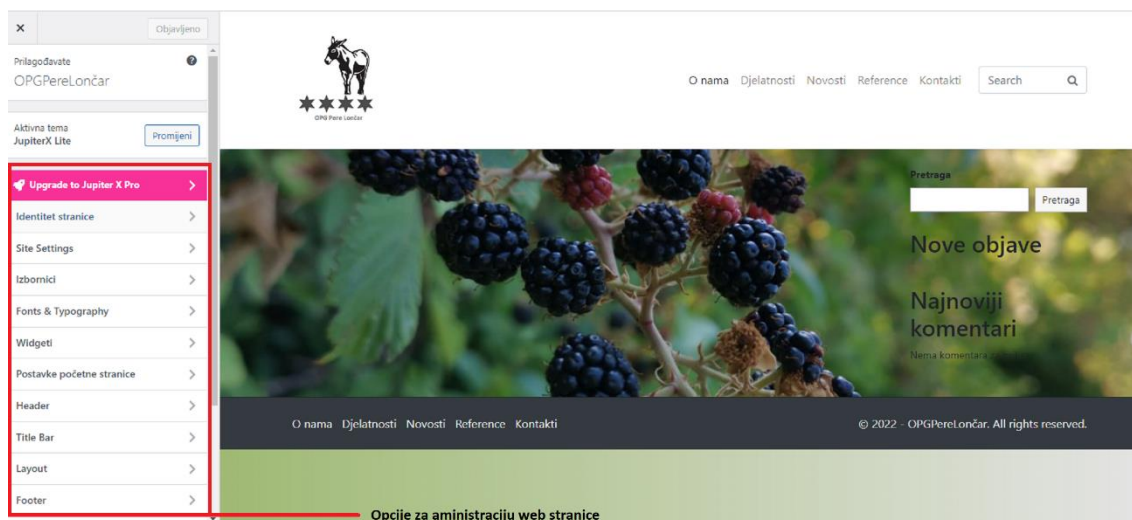 ×
Objavljeno
Prilagođavate
OPGPereLončar
Aktivna tema
JupiterX Lite
Promijeni
Upgrade to Jupiter X Pro
Identitet stranice
Site Settings
Izbornici
Fonts & Typography
Widgeti
Postavke početne stranice
Header
Title Bar
Layout
Footer
OPG Pere Lončar
O nama Djelatnosti Novosti Reference Kontakti Search
Pretraga
Pretraga
Nove objave
Najnoviji
komentari
Nema komentara
O nama Djelatnosti Novosti Reference Kontakti
© 2022 - OPGPereLončar. All rights reserved.
Opcije za aministraciju web stranice